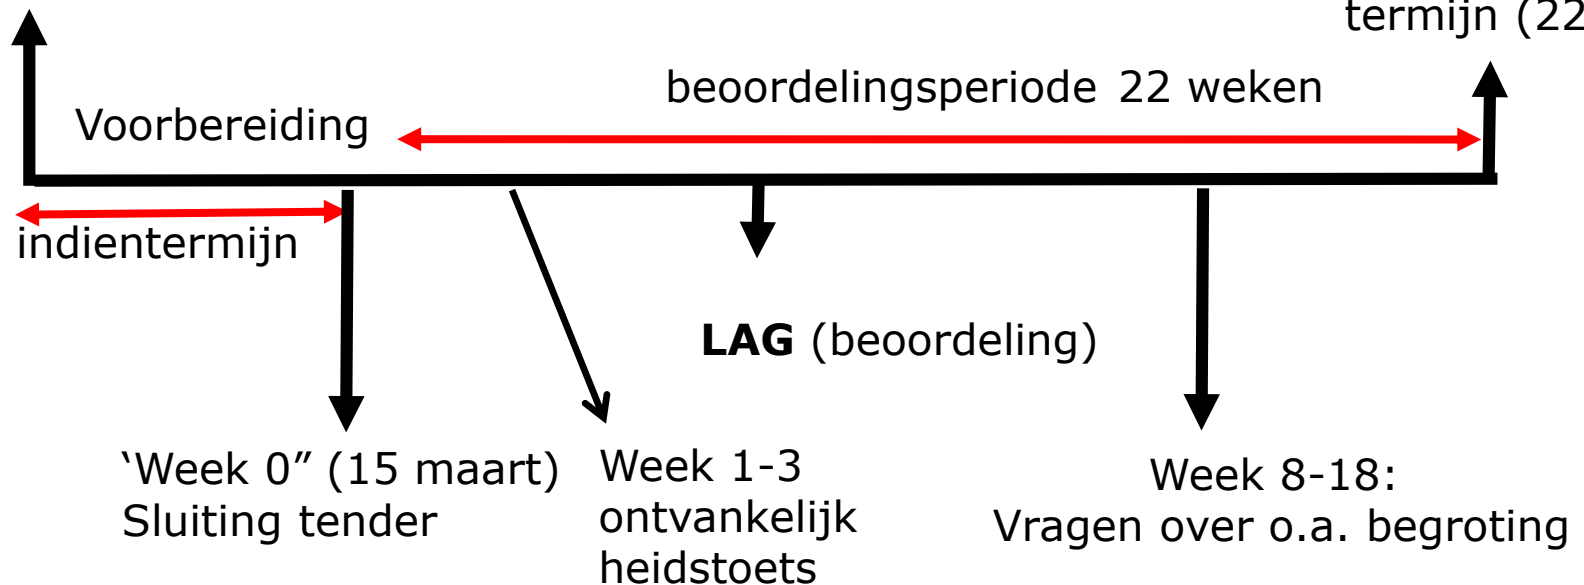 termijn (22
beoordelingsperiode 22 weken
Voorbereiding
indientermijn
LAG (beoordeling)
‘Week 0” (15 maart)
Sluiting tender
Week 1-3
ontvankelijk
heidstoets
Week 8-18:
Vragen over o.a. begroting